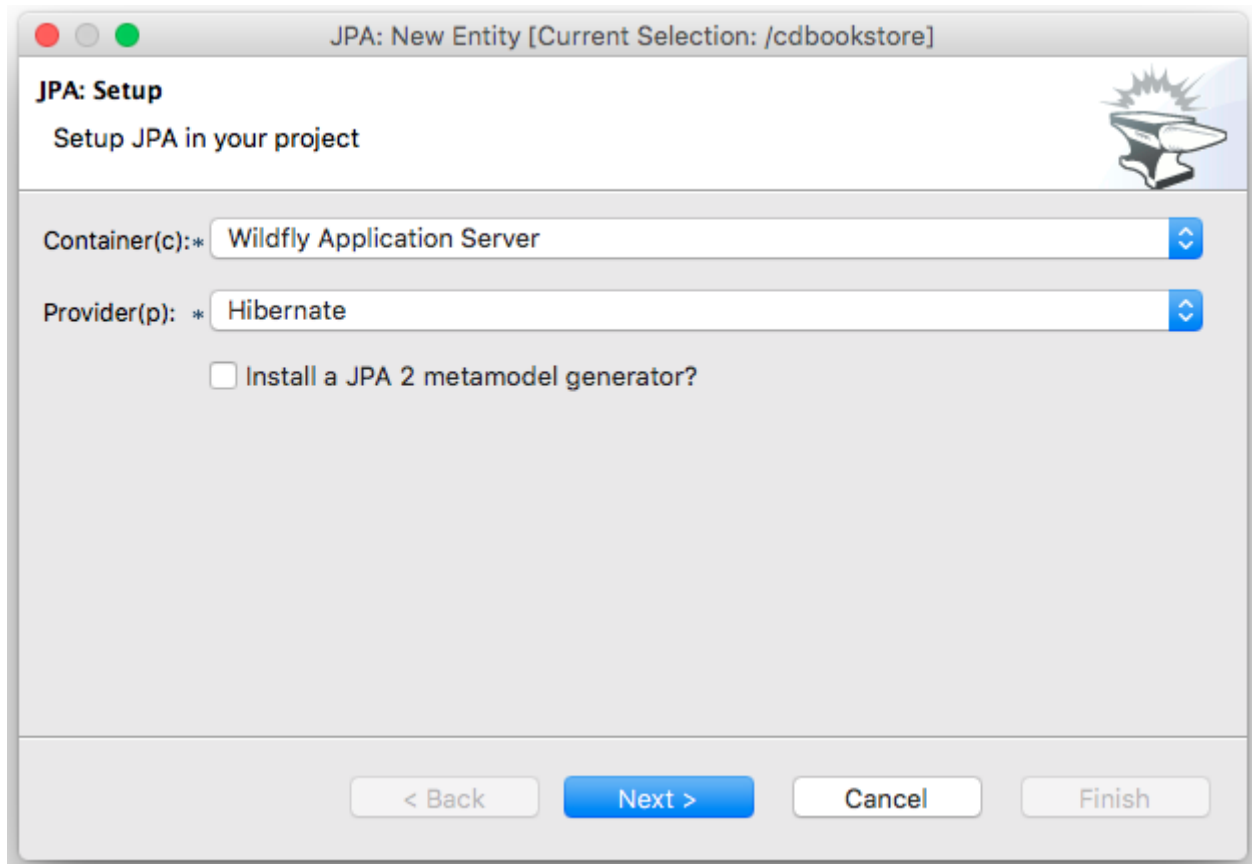 JPA: New Entity [Current Selection: /cdbookstore]
JPA: Setup
Setup JPA in your project
Container(c):* Wildfly Application Server
Provider(p): * Hibernate
Install a JPA 2 metamodel generator?
< Back Next > Cancel Finish